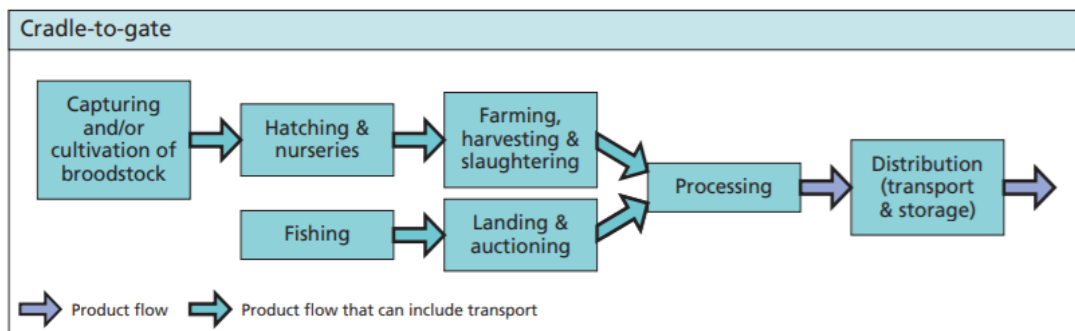 Cradle-to-gate
Capturing
and/or
cultivation of
broodstock
Hatching &
nurseries
Farming,
harvesting &
slaughtering
Fishing
Landing &
auctioning
Processing
Distribution
(transport
& storage)
Product flow
Product flow that can include transport